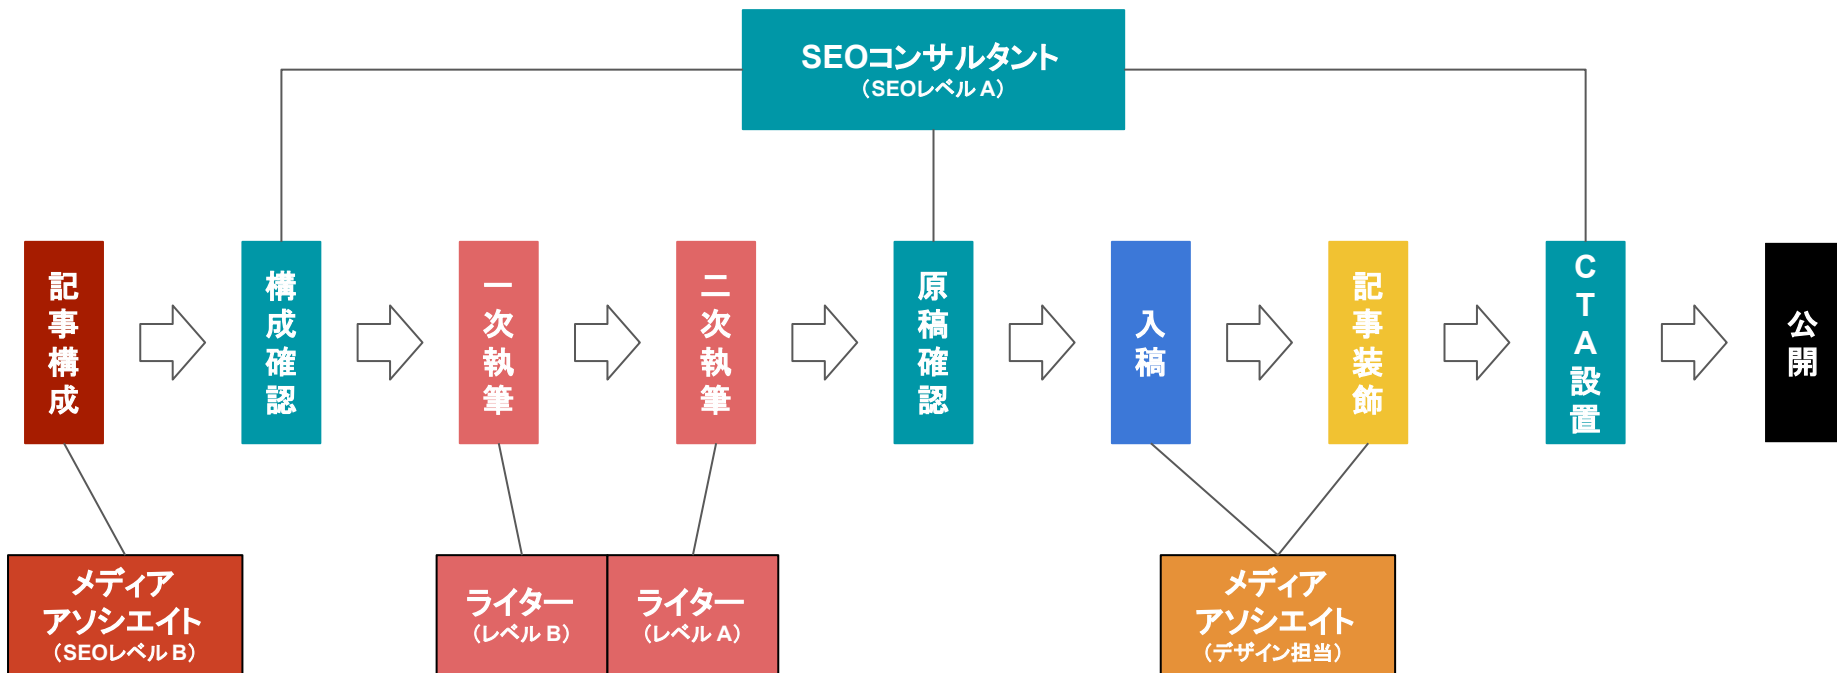 SEOコンサルタント
（SEOレベル A）
記事構成
構成確認
一次執筆
二次執筆
原稿確認
入稿
記事装飾
CTA設置
公開
メディア
アソシエイト
（SEOレベル B）
ライター
（レベル B）
ライター
（レベル A）
メディア
アソシエイト
（デザイン担当）